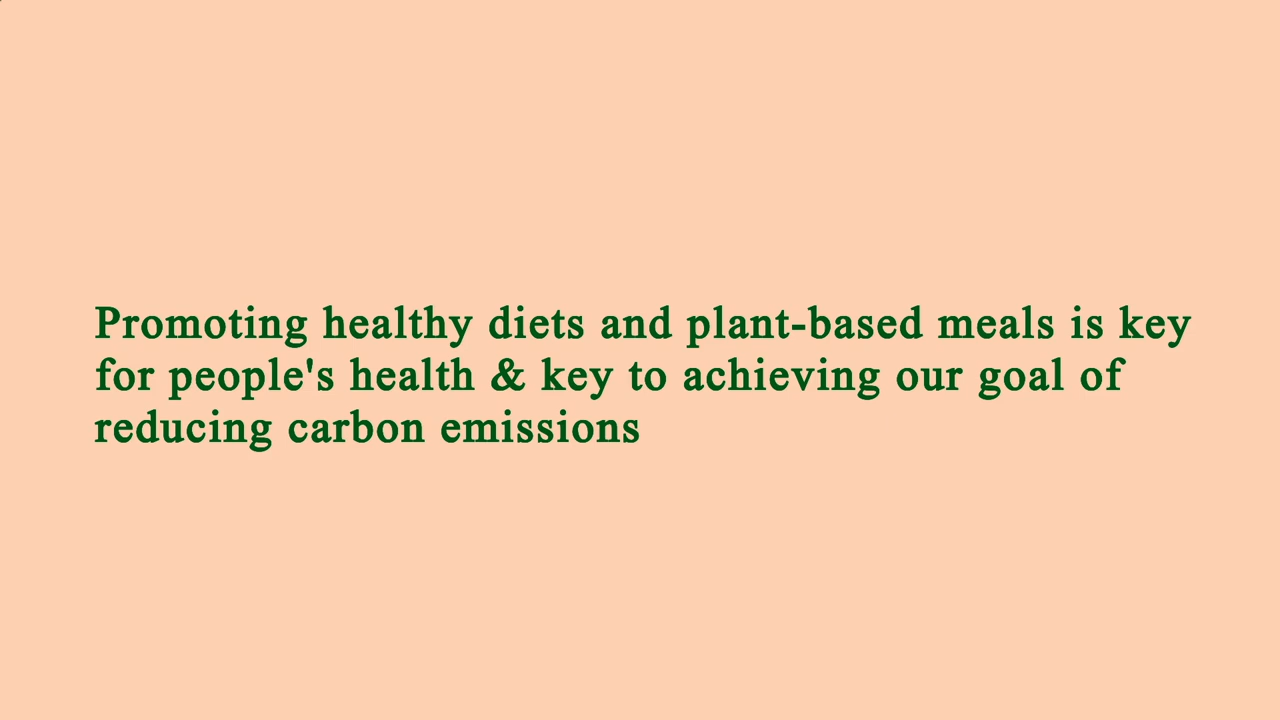 Promoting healthy diets and plant-based meals is key
for people's health & key to achieving our goal of
reducing carbon emissions